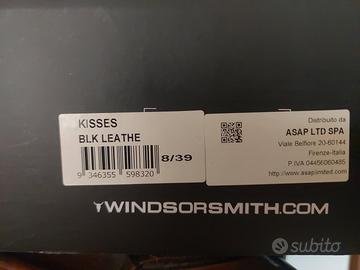 KISSES
BLK LEATHE
8/39
9 346355 598320
Distribuito da
ASAP LTD SPA
Viale Belfiore 20-60144
Firenze-Italia
P.IVA 04456060485
http://www.asaplimited.com
WINDSORSMITH.COM
subito